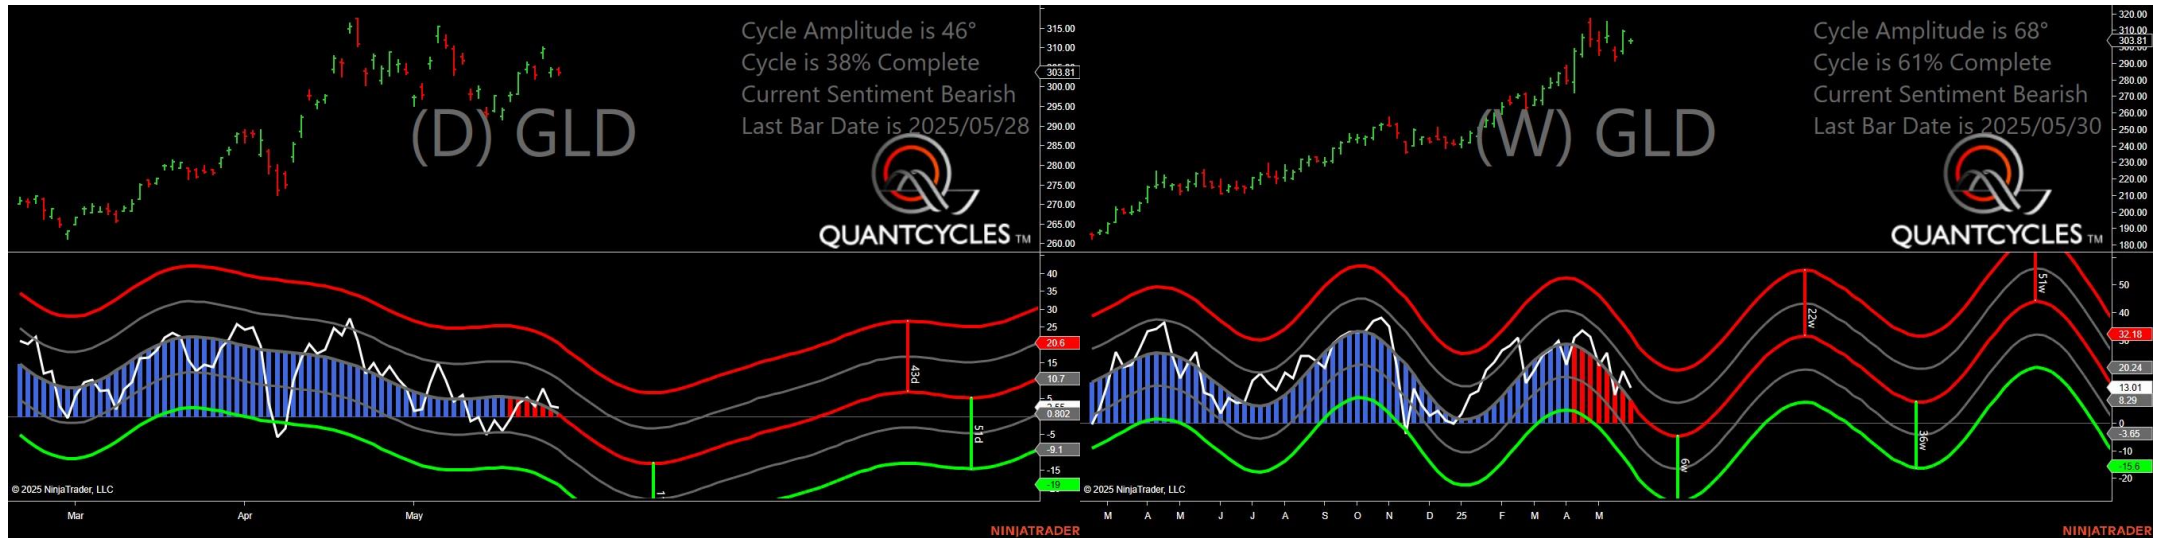 Cycle Amplitude is 46°
Cycle is 38% Complete
Current Sentiment Bearish
Last Bar Date is 2025/05/28
(D) GLD
QUANTCYCLES TM
315.00
303.81
300.00
295.00
290.00
285.00
280.00
275.00
270.00
265.00
260.00
40
35
30
25
20.6
15
10.7
0.802
-5
-9.1
-15
-19
43d
51d
© 2025 NinjaTrader, LLC
Mar Apr May
NINJATRADER
Cycle Amplitude is 68°
Cycle is 61% Complete
Current Sentiment Bearish
Last Bar Date is 2025/05/30
(W) GLD
QUANTCYCLES TM
320.00
310.00
303.81
290.00
280.00
270.00
260.00
250.00
240.00
230.00
220.00
210.00
200.00
190.00
180.00
50
40
32.18
20.24
13.01
8.29
0
-3.65
-10
-15.6
-20
6w
22w
36w
51w
© 2025 NinjaTrader, LLC
M A M J J A S O N D 25 F M A M
NINJATRADER